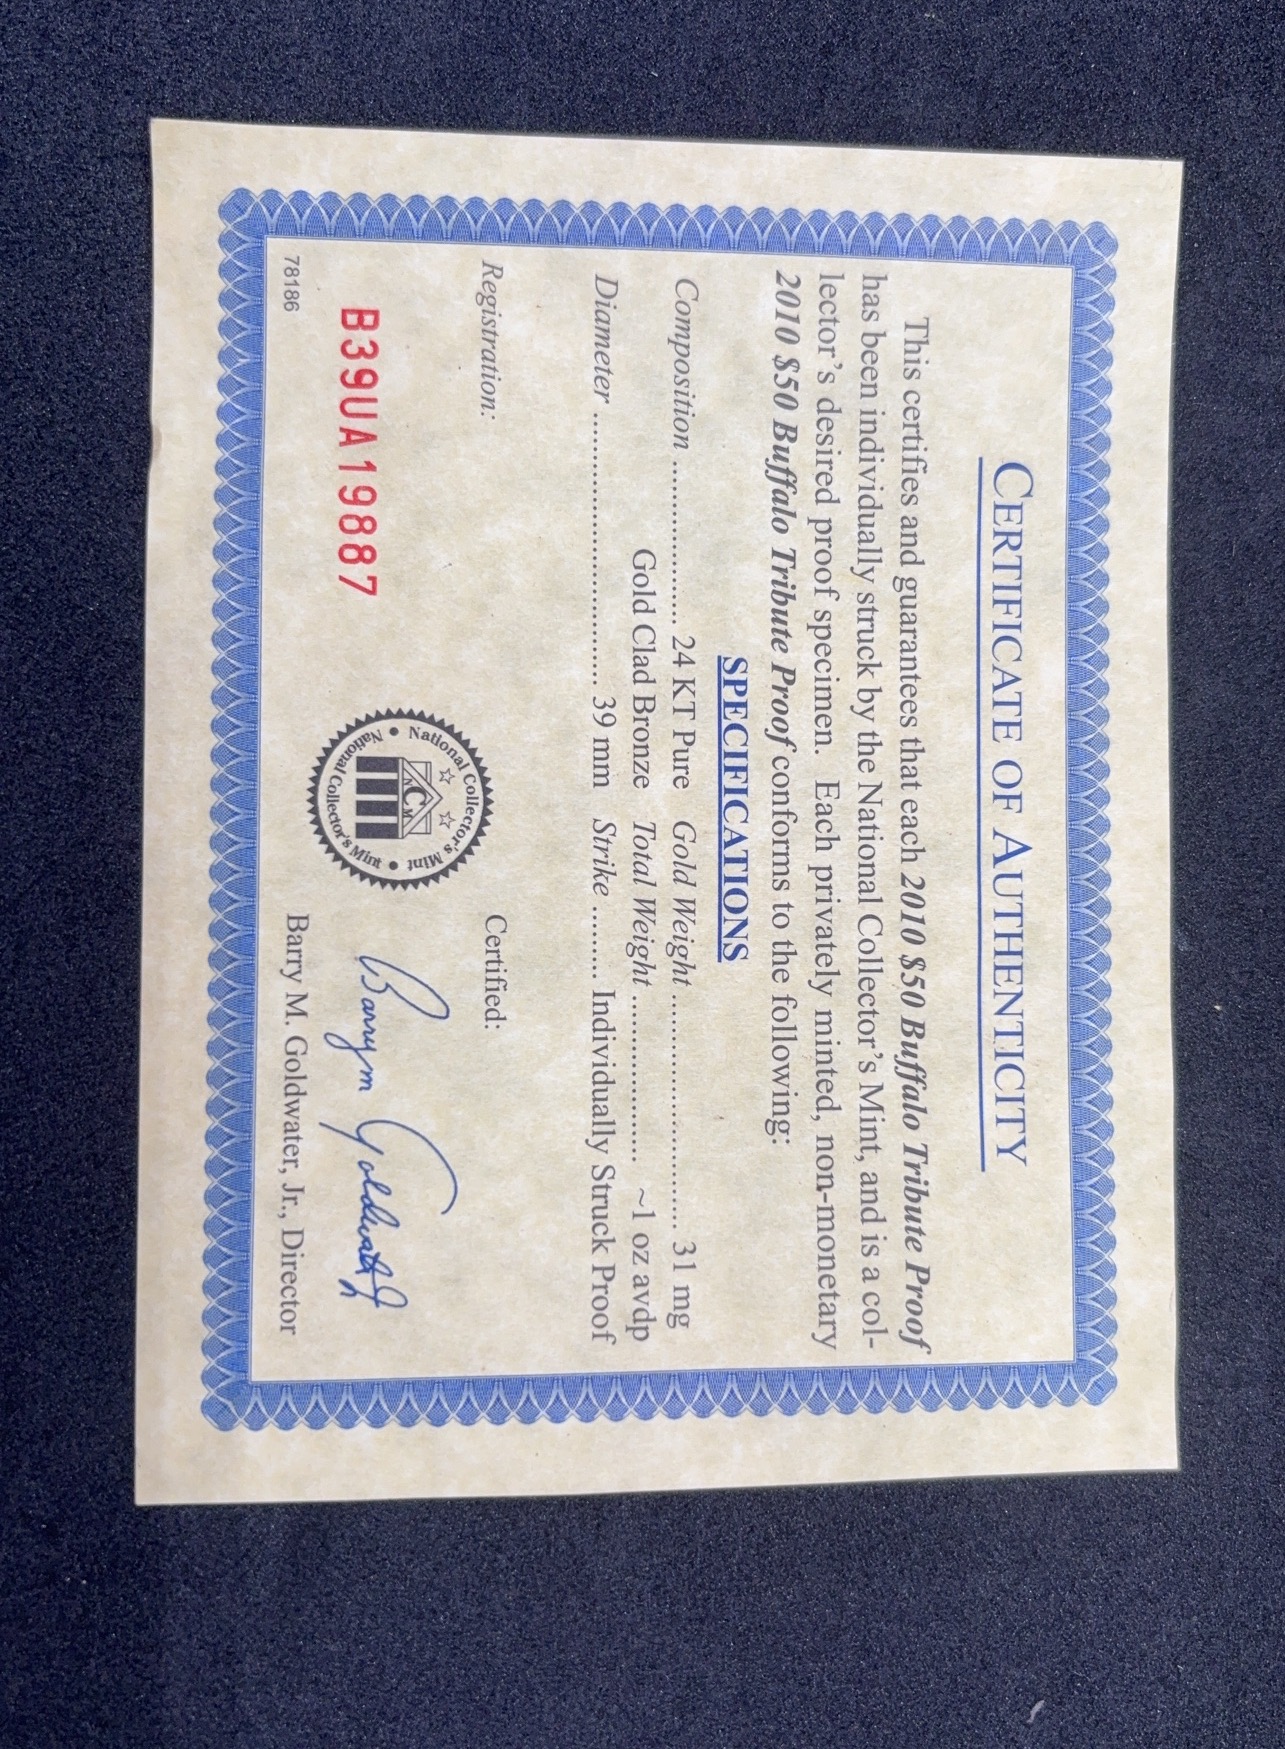 CERTIFICATE OF AUTHENTICITY
This certifies and guarantees that each 2010 $50 Buffalo Tribute Proof
has been individually struck by the National Collector's Mint, and is a col-
lector's desired proof specimen. Each privately minted, non-monetary
2010 $50 Buffalo Tribute Proof conforms to the following:
SPECIFICATIONS
Composition ............... 24 KT Pure Gold Weight ...................... 31 mg
Gold Clad Bronze Total Weight ................ ~1 oz avdp
Diameter ........................ 39 mm Strike ........ Individually Struck Proof
Registration: Certified:
B39UA19887
National Collector's Mint • National Collector's Mint •
NCM
Barry M Goldwater Jr
78186
Barry M. Goldwater, Jr., Director